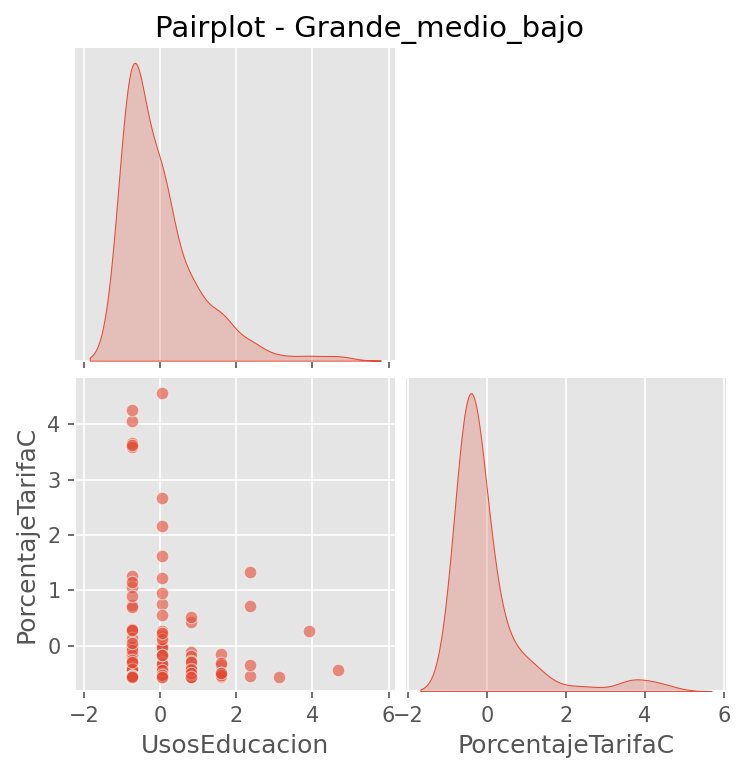 Pairplot - Grande_medio_bajo
PorcentajeTarifaC
4
3
2
1
0
−2 0 2 4 6
−2 0 2 4 6
UsosEducacion
PorcentajeTarifaC